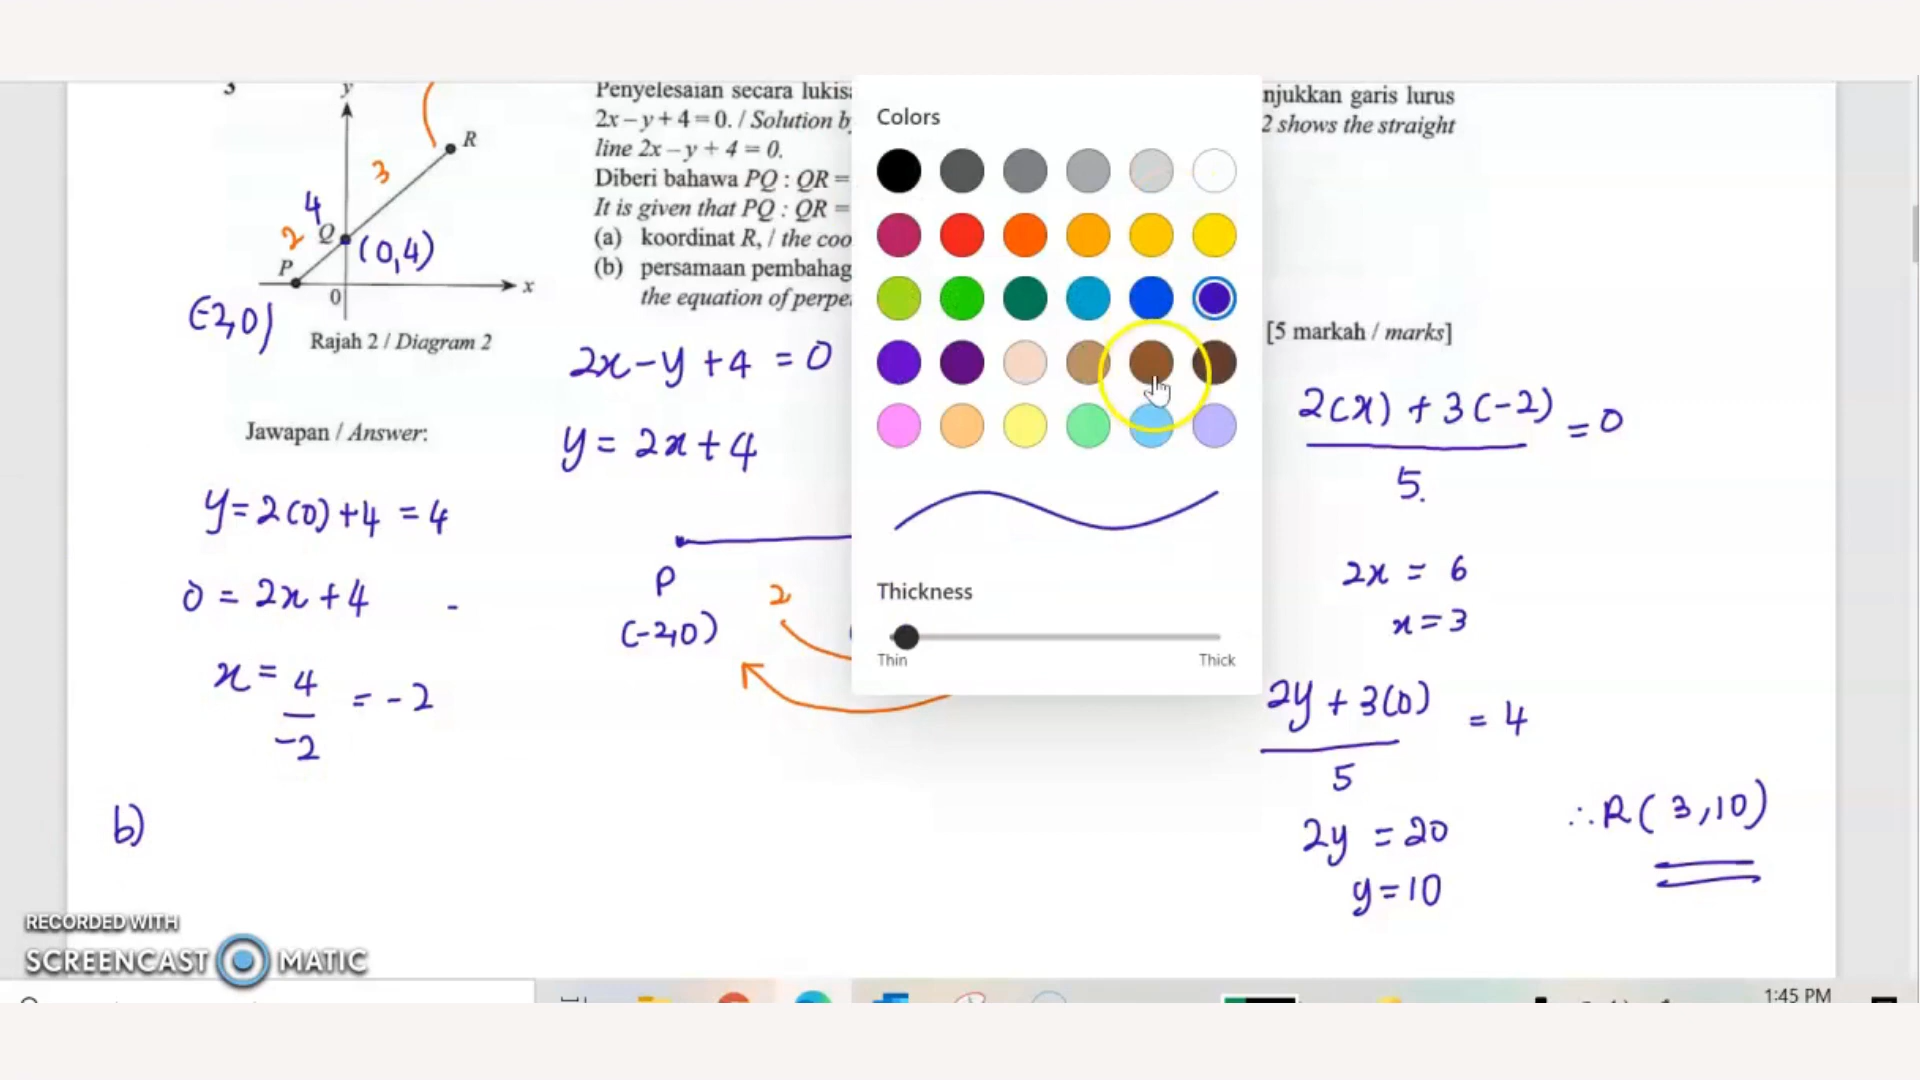 3
y
R
3
4
2
Q
(0,4)
P
0
x
(-2,0)
Rajah 2 / Diagram 2
Penyelesaian secara lukis
2x – y + 4 = 0. / Solution b
line 2x – y + 4 = 0.
Diberi bahawa PQ : QR =
It is given that PQ : QR =
(a) koordinat R, / the coo
(b) persamaan pembahag
the equation of perpe
njukkan garis lurus
2 shows the straight
[5 markah / marks]
Colors
Thickness
Thin
Thick
Jawapan / Answer:
2x - y + 4 = 0
y = 2x + 4
y = 2(0) + 4 = 4
0 = 2x + 4 -
x = 4
-2
= -2
P
(-2,0)
2
2(x) + 3(-2)
5.
= 0
2x = 6
x = 3
2y + 3(0)
5
= 4
2y = 20
y = 10
∴ R(3,10)
b)
RECORDED WITH
SCREENCAST MATIC
1:45 PM